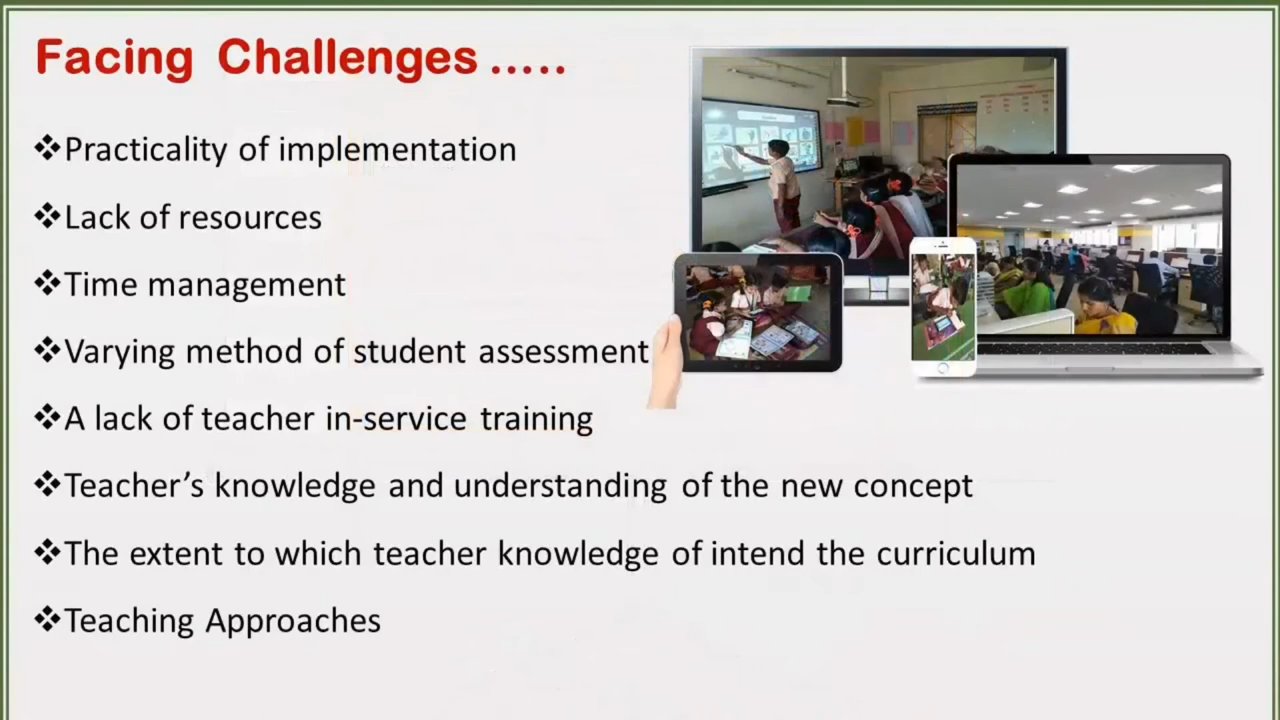 Facing Challenges .....
❖Practicality of implementation
❖Lack of resources
❖Time management
❖Varying method of student assessment
❖A lack of teacher in-service training
❖Teacher’s knowledge and understanding of the new concept
❖The extent to which teacher knowledge of intend the curriculum
❖Teaching Approaches